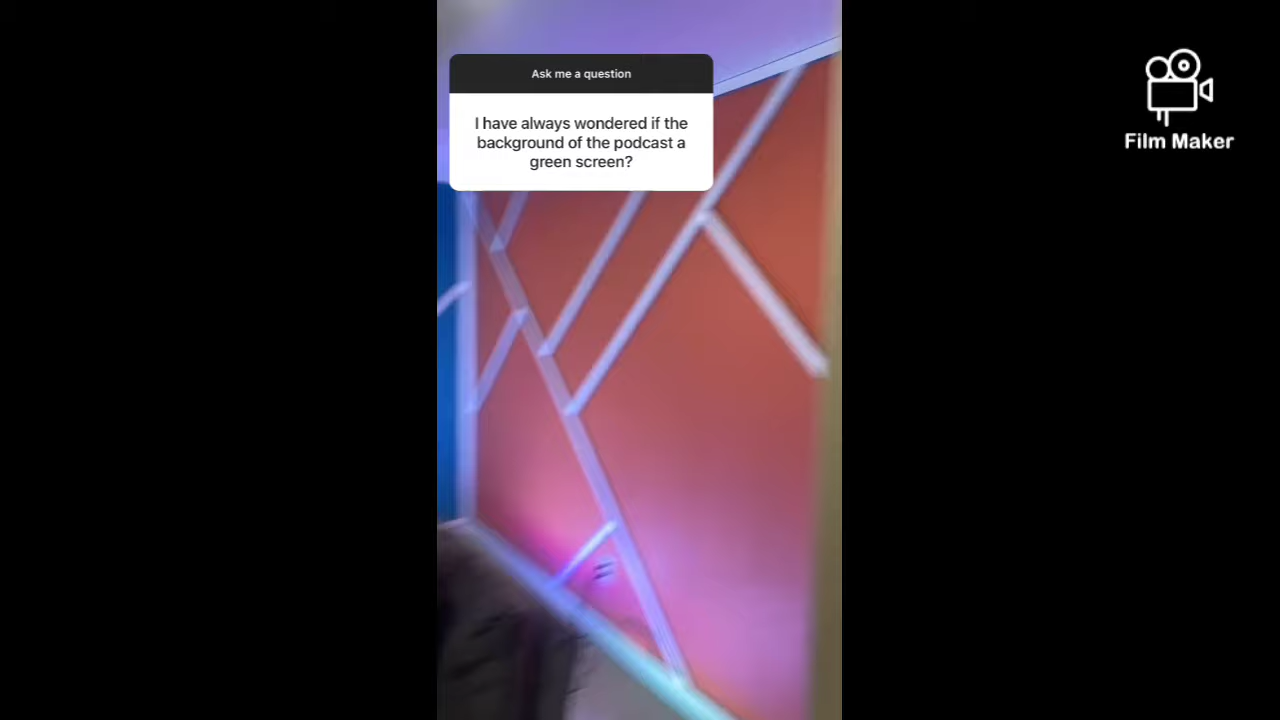 Ask me a question
I have always wondered if the
background of the podcast a
green screen?
Film Maker